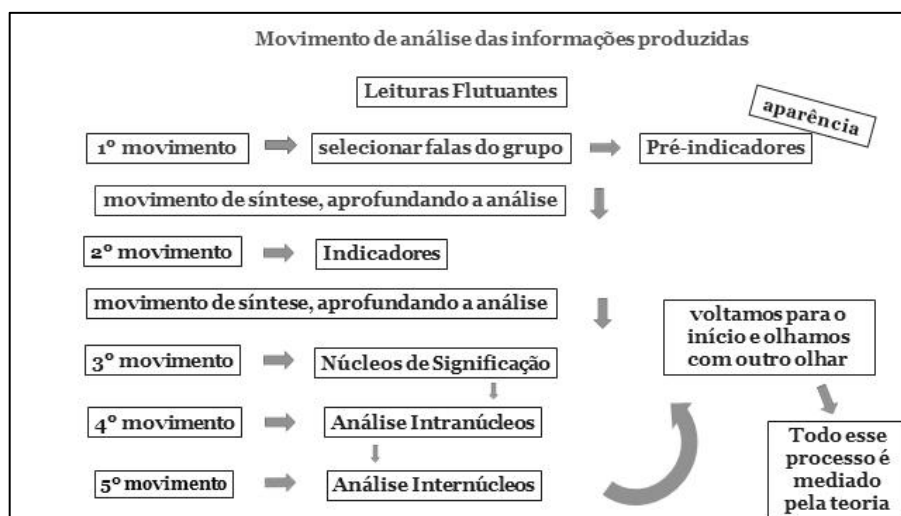 Movimento de análise das informações produzidas
Leituras Flutuantes
aparência
1º movimento
selecionar falas do grupo
Pré-indicadores
movimento de síntese, aprofundando a análise
2º movimento
Indicadores
movimento de síntese, aprofundando a análise
3º movimento
Núcleos de Significação
4º movimento
Análise Intranúcleos
5º movimento
Análise Internúcleos
voltamos para o
início e olhamos
com outro olhar
Todo esse
processo é
mediado
pela teoria